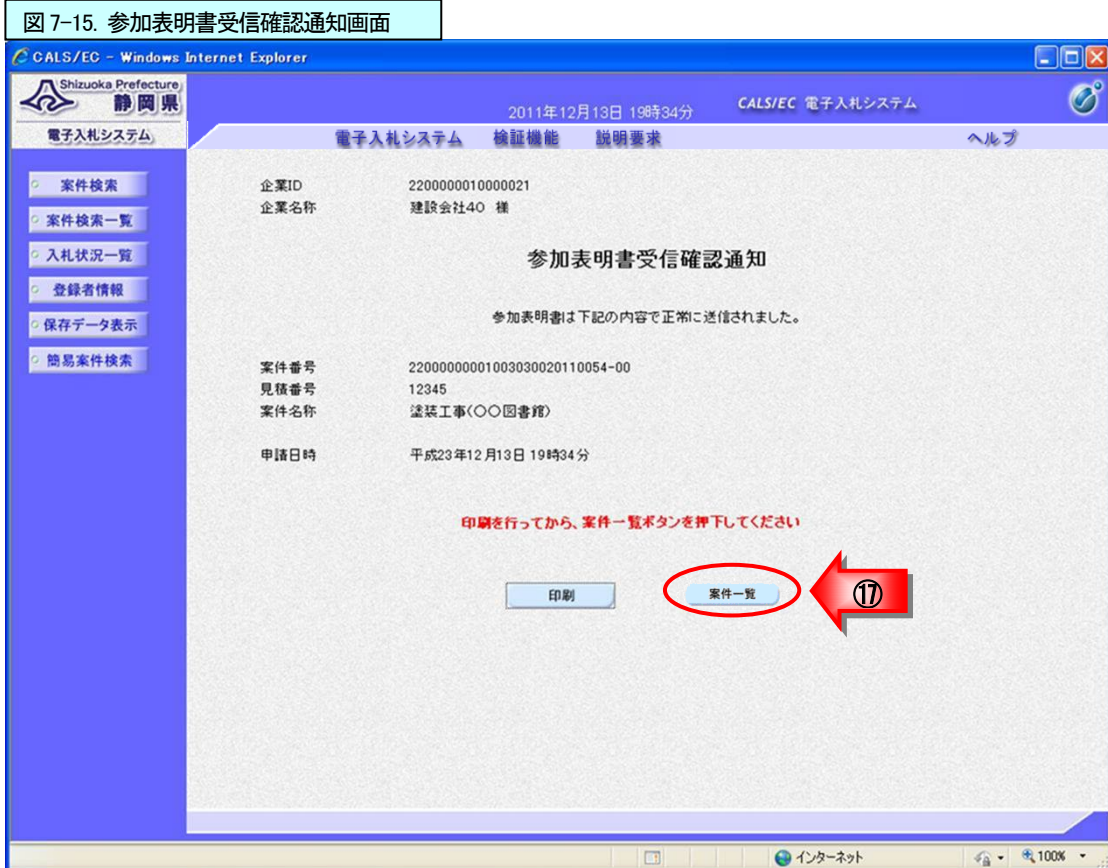 図 7-15. 参加表明書受信確認通知画面
CALS/EC - Windows Internet Explorer
Shizuoka Prefecture
静岡県
2011年12月13日 19時34分
CALS/EC 電子入札システム
電子入札システム
電子入札システム 検証機能 説明要求 ヘルプ
案件検索
案件検索一覧
入札状況一覧
登録者情報
保存データ表示
簡易案件検索
企業ID 2200000010000021
企業名称 建設会社40 様
参加表明書受信確認通知
参加表明書は下記の内容で正常に送信されました。
案件番号 22000000001003030020110054-00
見積番号 12345
案件名称 塗装工事(〇〇図書館)
申請日時 平成23年12月13日 19時34分
印刷を行ってから、案件一覧ボタンを押下してください
印刷 案件一覧 ⑰
インターネット 100%